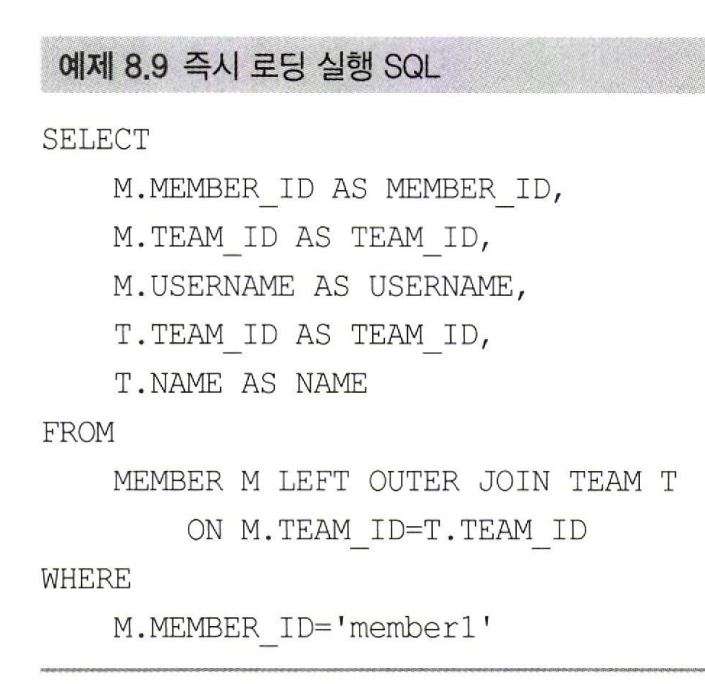 예제 8.9 즉시 로딩 실행 SQL
SELECT
M.MEMBER_ID AS MEMBER_ID,
M.TEAM_ID AS TEAM_ID,
M.USERNAME AS USERNAME,
T.TEAM_ID AS TEAM_ID,
T.NAME AS NAME
FROM
MEMBER M LEFT OUTER JOIN TEAM T
ON M.TEAM_ID=T.TEAM_ID
WHERE
M.MEMBER_ID='member1'